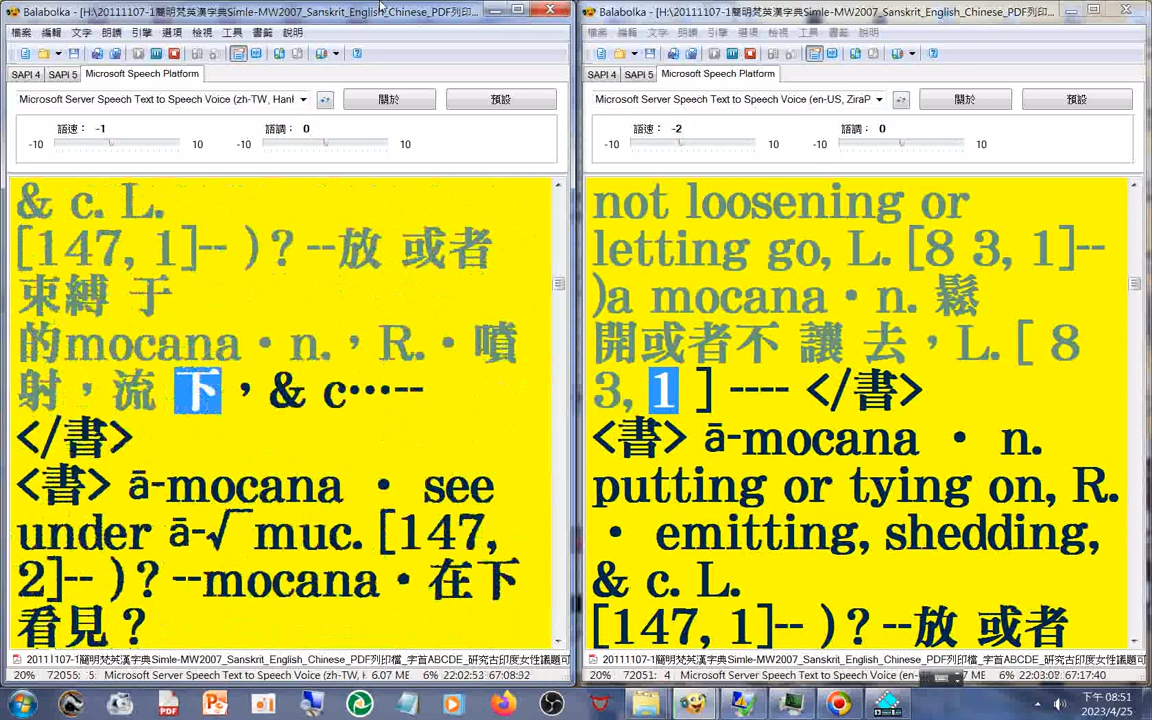 Balabolka - [H:\20111107-1簡明梵英漢字典Simle-MW2007_Sanskrit_English_Chinese_PDF列印...
檔案 編輯 文字 朗讀 引擎 選項 檢視 工具 書籤 說明
SAPI 4 SAPI 5 Microsoft Speech Platform
Microsoft Server Speech Text to Speech Voice (zh-TW, Hanl
關於 預設
語速： -1 語調： 0
-10 10 -10 10
& c. L.
[147, 1]-- )? --放 或者
束縛 于
的mocana·n.，R.·噴
射，流 下，& c…--
</書>
<書> ā-mocana · see
under ā-√ muc. [147,
2]-- )? --mocana·在下
看見？
20111107-1簡明梵英漢字典Simle-MW2007_Sanskrit_English_Chinese_PDF列印檔_字首ABCDE_研究古印度女性議題可
20% 72055: 5: Microsoft Server Speech Text to Speech Voice (zh-TW, H 6.07 ME 6% 22:02:53/67:08:92
Balabolka - [H:\20111107-1簡明梵英漢字典Simle-MW2007_Sanskrit_English_Chinese_PDF列印...
檔案 編輯 文字 朗讀 引擎 選項 檢視 工具 書籤 說明
SAPI 4 SAPI 5 Microsoft Speech Platform
Microsoft Server Speech Text to Speech Voice (en-US, ZiraP
關於 預設
語速： -2 語調： 0
-10 10 -10 10
not loosening or
letting go, L. [8 3, 1]--
)a mocana·n. 鬆
開或者不 讓 去，L. [ 8
3, 1 ] ---- </書>
<書> ā-mocana · n.
putting or tying on, R.
· emitting, shedding,
& c. L.
[147, 1]-- )? --放 或者
20111107-1簡明梵英漢字典Simle-MW2007_Sanskrit_English_Chinese_PDF列印檔_字首ABCDE_研究古印度女性議題可
20% 72051: 4 Microsoft Server Speech Text to Speech Voice (en-US, 6% 22:03:02/67:17:40
下午 08:51
2023/4/25